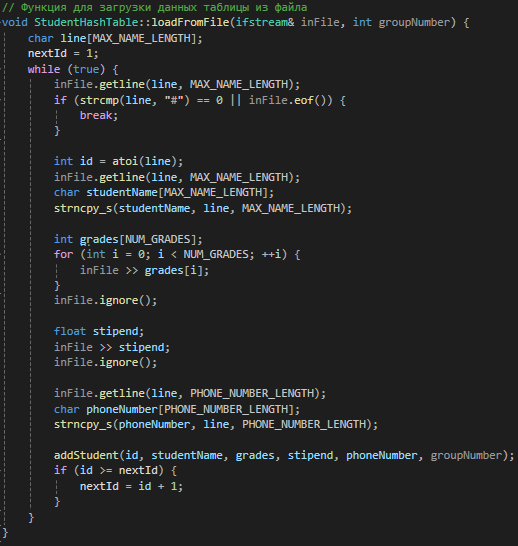 // Функция для загрузки данных таблицы из файла
void StudentHashTable::loadFromFile(ifstream& inFile, int groupNumber) {
    char line[MAX_NAME_LENGTH];
    nextId = 1;
    while (true) {
        inFile.getline(line, MAX_NAME_LENGTH);
        if (strcmp(line, "#") == 0 || inFile.eof()) {
            break;
        }

        int id = atoi(line);
        inFile.getline(line, MAX_NAME_LENGTH);
        char studentName[MAX_NAME_LENGTH];
        strncpy_s(studentName, line, MAX_NAME_LENGTH);

        int grades[NUM_GRADES];
        for (int i = 0; i < NUM_GRADES; ++i) {
            inFile >> grades[i];
        }
        inFile.ignore();

        float stipend;
        inFile >> stipend;
        inFile.ignore();

        inFile.getline(line, PHONE_NUMBER_LENGTH);
        char phoneNumber[PHONE_NUMBER_LENGTH];
        strncpy_s(phoneNumber, line, PHONE_NUMBER_LENGTH);

        addStudent(id, studentName, grades, stipend, phoneNumber, groupNumber);
        if (id >= nextId) {
            nextId = id + 1;
        }
    }
}